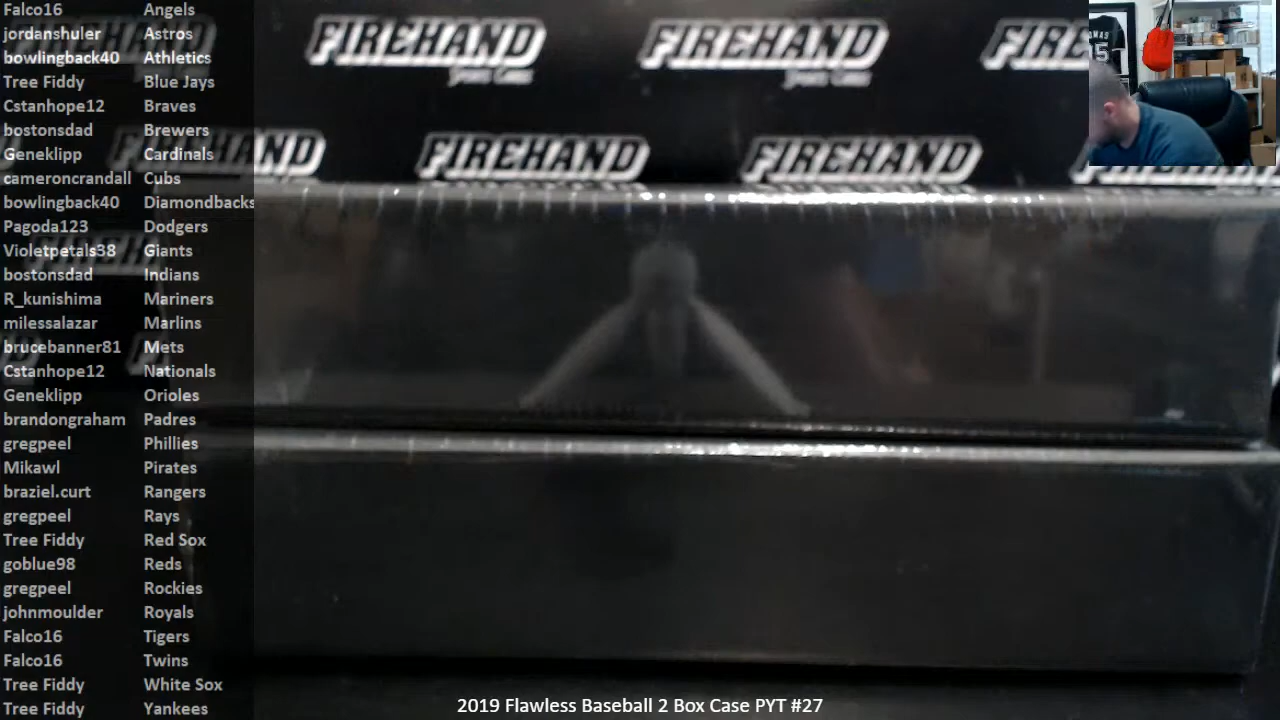 Falco16 Angels
jordanshuler Astros
bowlingback40 Athletics
Tree Fiddy Blue Jays
Cstanhope12 Braves
bostonsdad Brewers
Geneklipp Cardinals
cameroncrandall Cubs
bowlingback40 Diamondbacks
Pagoda123 Dodgers
Violetpetals38 Giants
bostonsdad Indians
R_kunishima Mariners
milessalazar Marlins
brucebanner81 Mets
Cstanhope12 Nationals
Geneklipp Orioles
brandongraham Padres
gregpeel Phillies
Mikawl Pirates
braziel.curt Rangers
gregpeel Rays
Tree Fiddy Red Sox
goblue98 Reds
gregpeel Rockies
johnmoulder Royals
Falco16 Tigers
Falco16 Twins
Tree Fiddy White Sox
Tree Fiddy Yankees
FIREHAND FIREHAND FIRE
FIREHAND FIREHAND FIREHAND
2019 Flawless Baseball 2 Box Case PYT #27